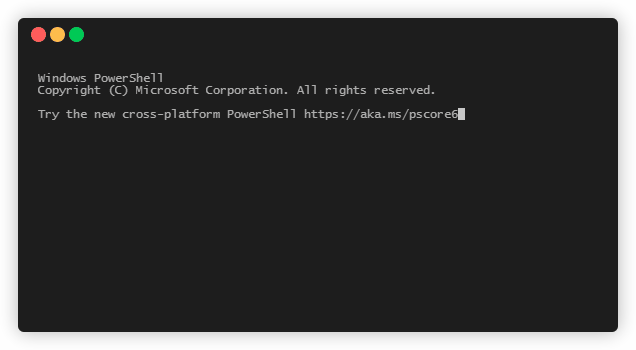 Windows PowerShell
Copyright (C) Microsoft Corporation. All rights reserved.
Try the new cross-platform PowerShell https://aka.ms/pscore6